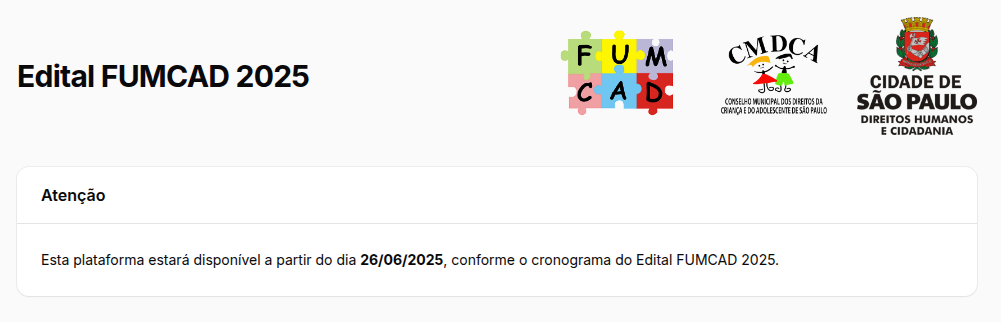 Edital FUMCAD 2025
FUM
CAD
CMDCA
CONSELHO MUNICIPAL DOS DIREITOS DA
CRIANÇA E DO ADOLESCENTE DE SÃO PAULO
CIDADE DE
SÃO PAULO
DIREITOS HUMANOS
E CIDADANIA
Atenção
Esta plataforma estará disponível a partir do dia 26/06/2025, conforme o cronograma do Edital FUMCAD 2025.